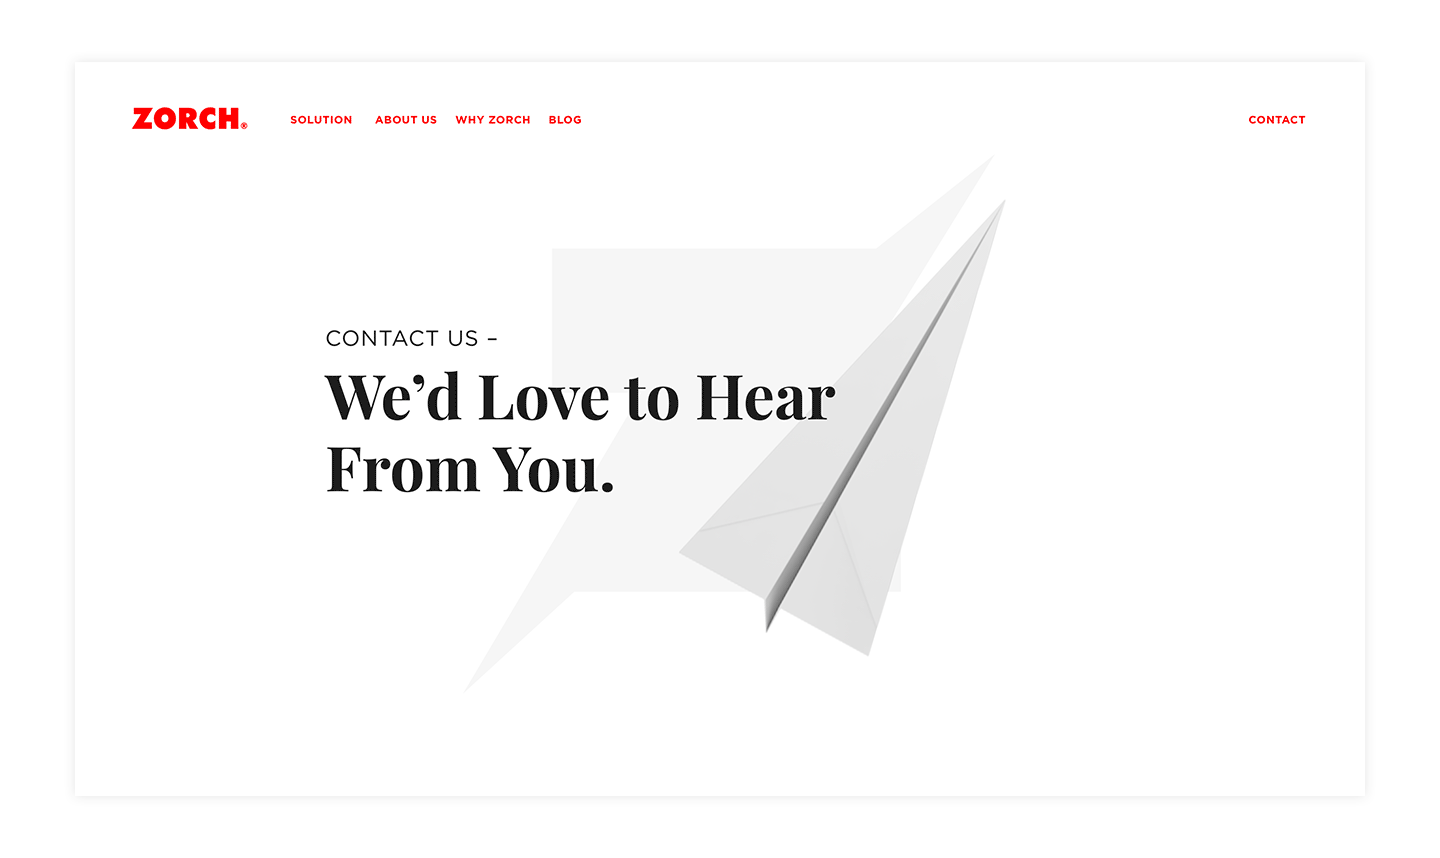 ZORCH®
SOLUTION ABOUT US WHY ZORCH BLOG CONTACT
CONTACT US –
We’d Love to Hear
From You.